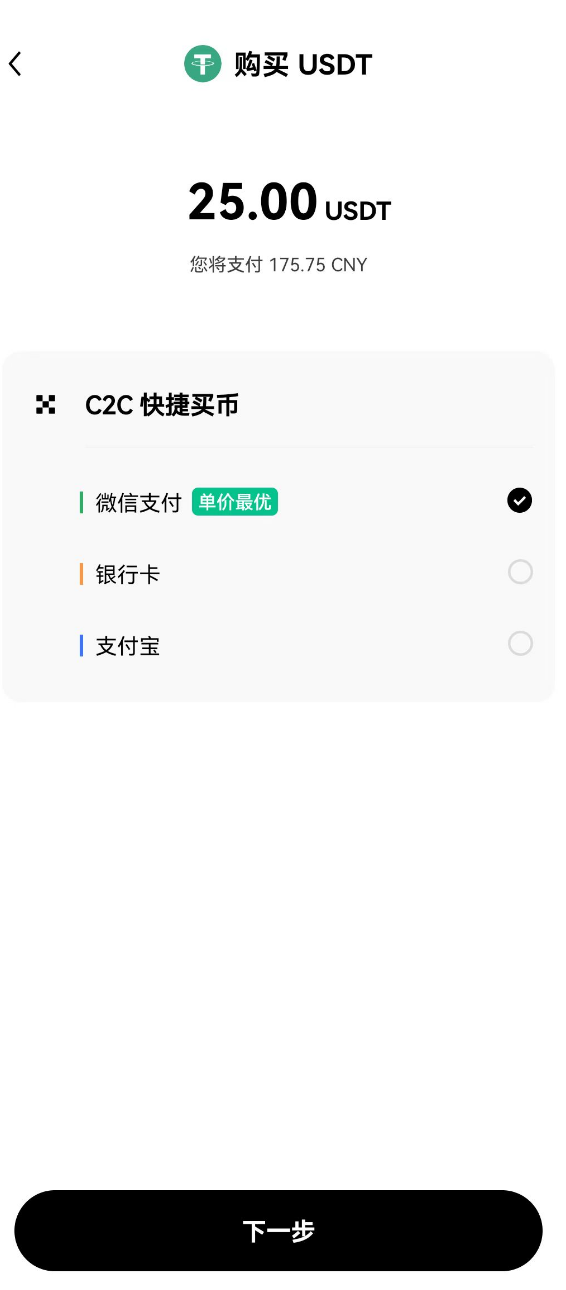 购买 USDT
25.00 USDT
您将支付 175.75 CNY
C2C 快捷买币
微信支付 单价最优
银行卡
支付宝
下一步